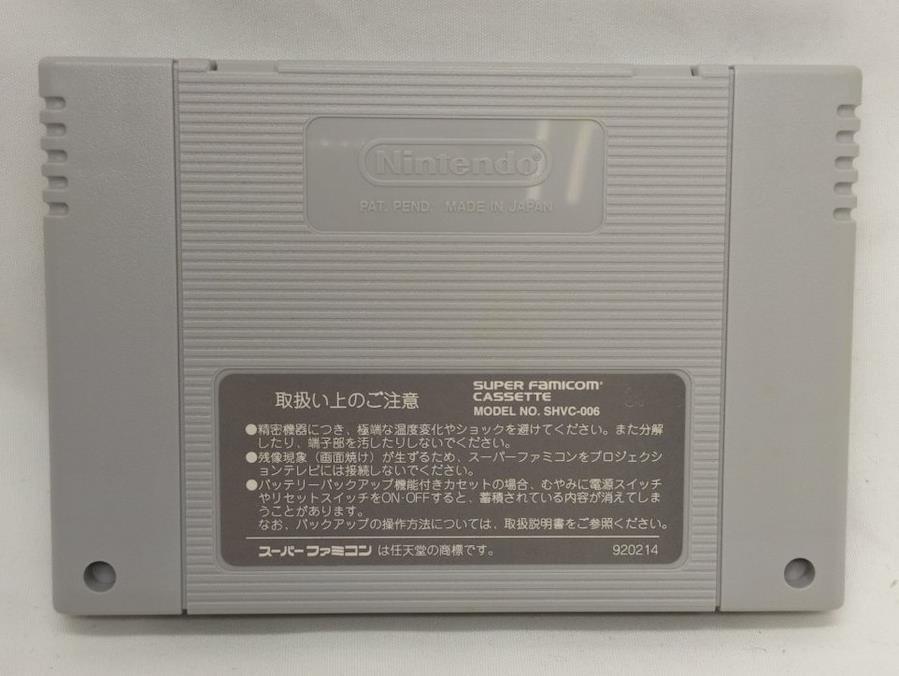 Nintendo®
PAT. PEND. MADE IN JAPAN
取扱い上のご注意
SUPER FAMICOM
CASSETTE
MODEL NO. SHVC-006
●精密機器につき、極端な温度変化やショックを避けてください。また分解
したり、端子部を汚したりしないでください。
●残像現象（画面焼け）が生ずるため、スーパーファミコンをプロジェクシ
ョンテレビには接続しないでください。
●バッテリーバックアップ機能付きカセットの場合、むやみに電源スイッチ
やリセットスイッチをON·OFFすると、蓄積されている内容が消えてしま
うことがあります。
なお、バックアップの操作方法については、取扱説明書をご参照ください。
スーパーファミコン は任天堂の商標です。
920214